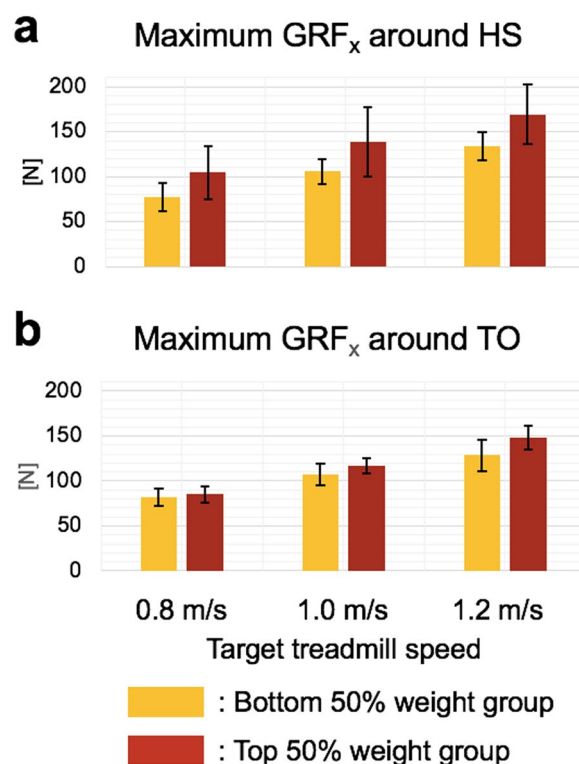 a
Maximum GRFx around HS
200
150
100
50
0
[N]
b
Maximum GRFx around TO
200
150
100
50
0
[N]
0.8 m/s 1.0 m/s 1.2 m/s
Target treadmill speed
: Bottom 50% weight group
: Top 50% weight group